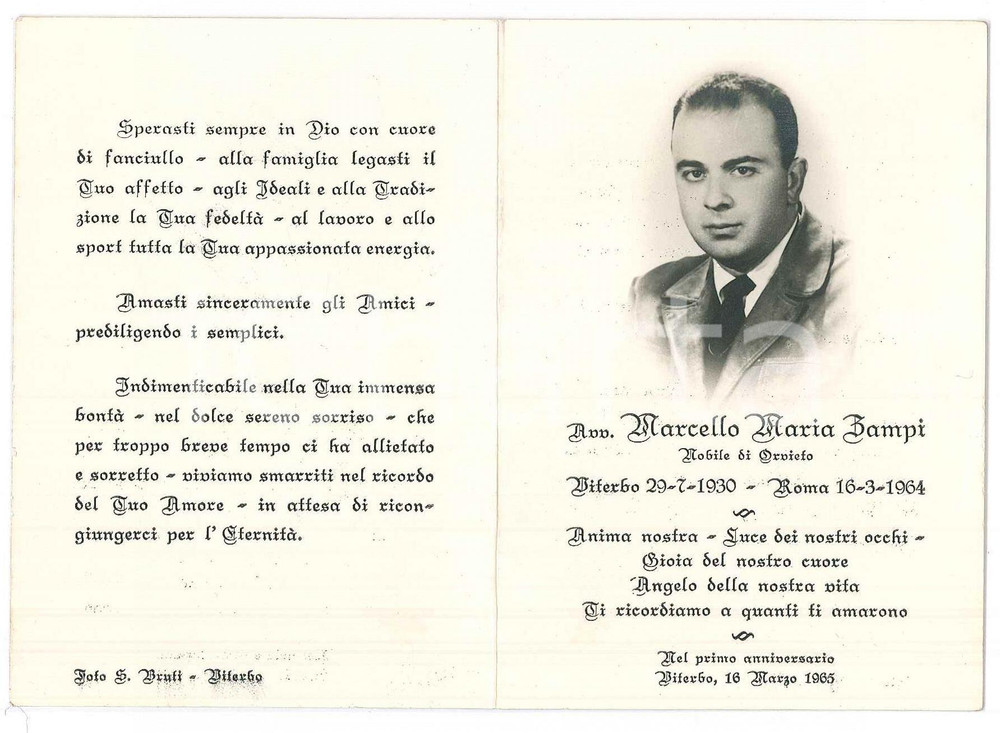 Sperasti sempre in Dio con cuore
di fanciullo - alla famiglia legasti il
Tuo affetto - agli Ideali e alla Tradi-
zione la Tua fedeltà - al lavoro e allo
sport tutta la Tua appassionata energia.
Amasti sinceramente gli Amici -
prediligendo i semplici.
Indimenticabile nella Tua immensa
bontà - nel dolce sereno sorriso - che
per troppo breve tempo ci ha allietato
e sorretto - viviamo smarriti nel ricordo
del Tuo Amore - in attesa di ricon-
giungerci per l' Eternità.
Foto S. Bruti - Viterbo
Avv. Marcello Maria Zampi
Nobile di Orvieto
Viterbo 29-7-1930 - Roma 16-3-1964
Anima nostra - Luce dei nostri occhi -
Gioia del nostro cuore
Angelo della nostra vita
Ti ricordiamo a quanti ti amarono
Nel primo anniversario
Viterbo, 16 Marzo 1965